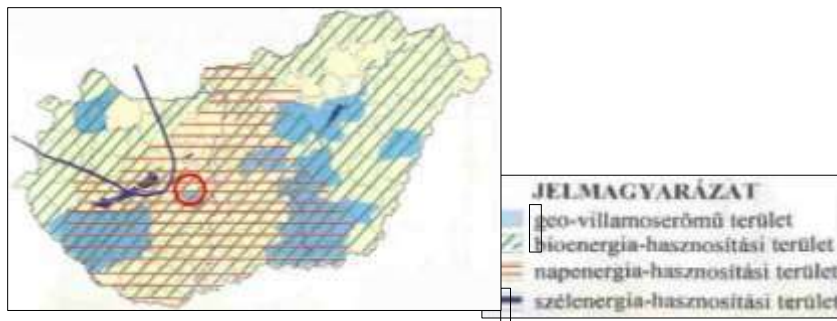 JELMAGYARÁZAT
geo-villamoserőmű terület
bioenergia-hasznosítási terület
napenergia-hasznosítási terület
szélenergia-hasznosítási terület